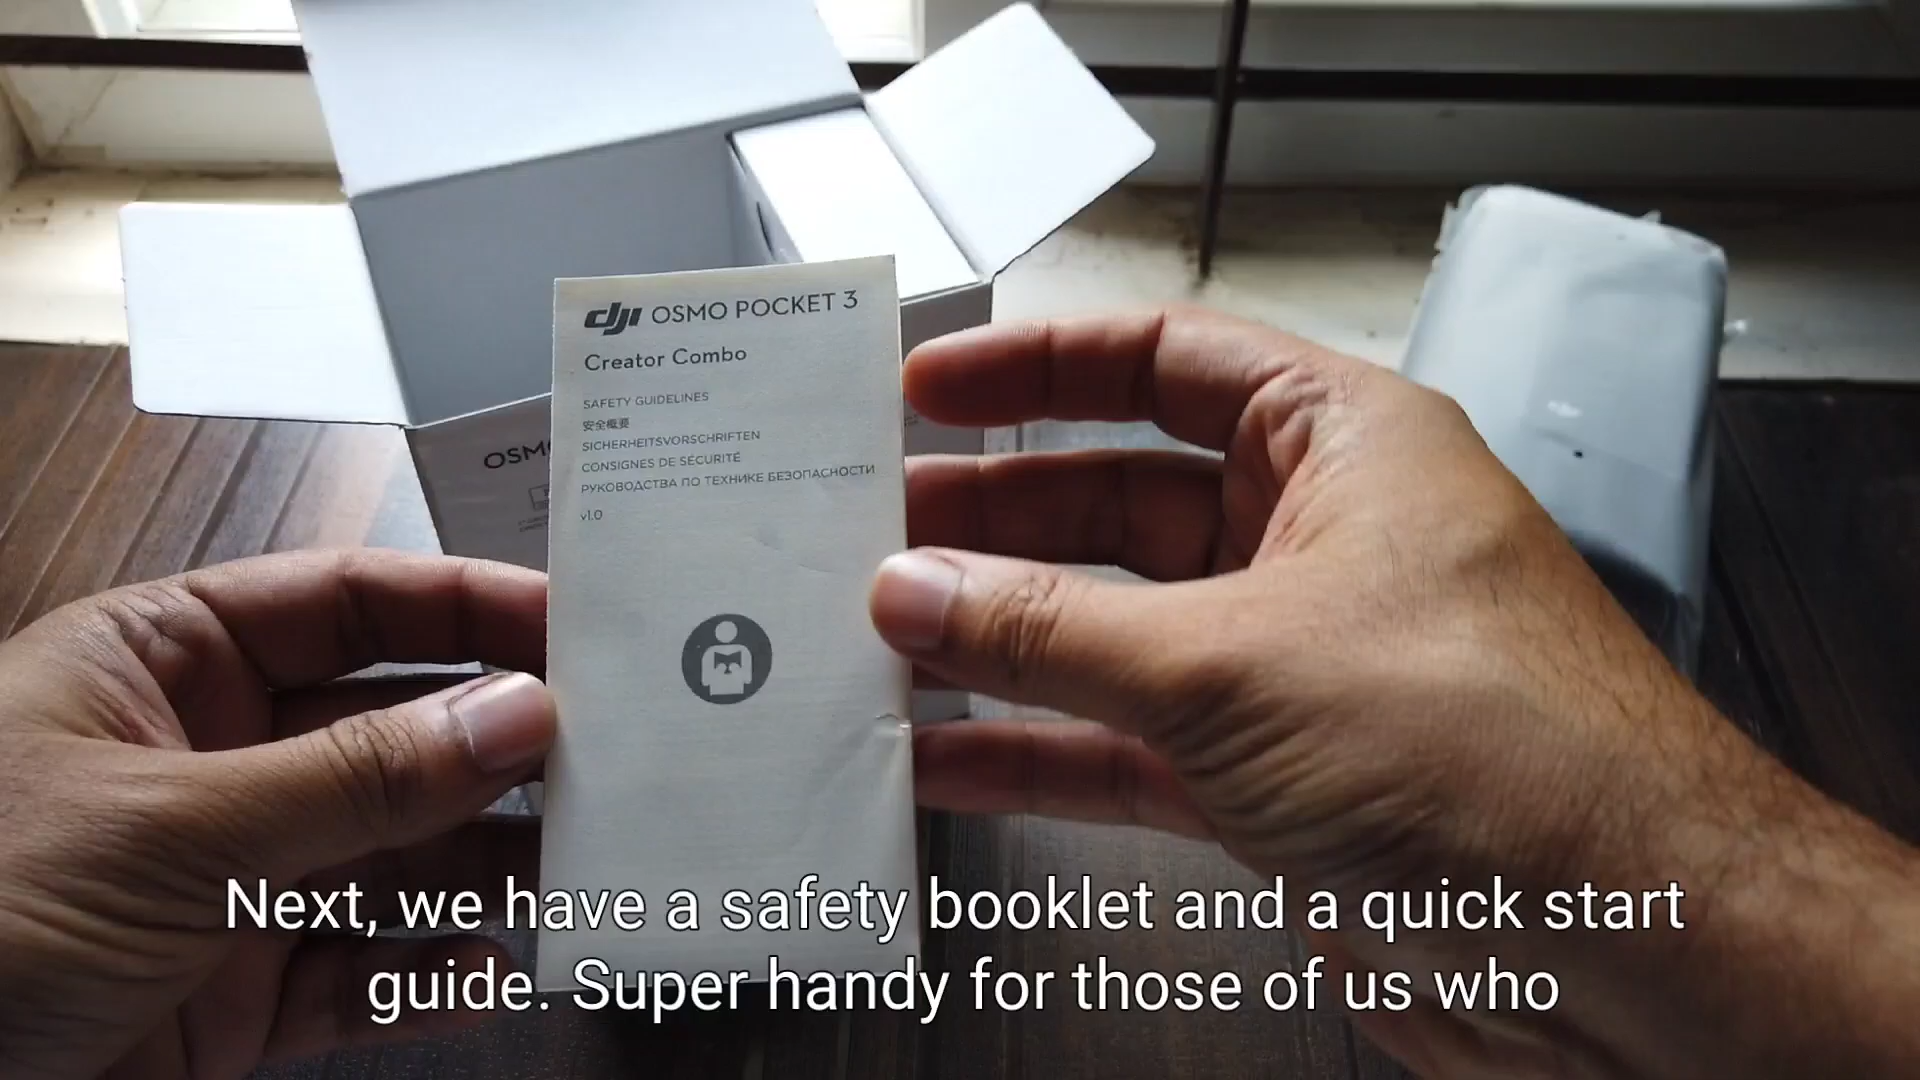 dji OSMO POCKET 3
Creator Combo
SAFETY GUIDELINES
安全概要
SICHERHEITSVORSCHRIFTEN
CONSIGNES DE SÉCURITÉ
РУКОВОДСТВА ПО ТЕХНИКЕ БЕЗОПАСНОСТИ
v1.0
OSM
Next, we have a safety booklet and a quick start
guide. Super handy for those of us who